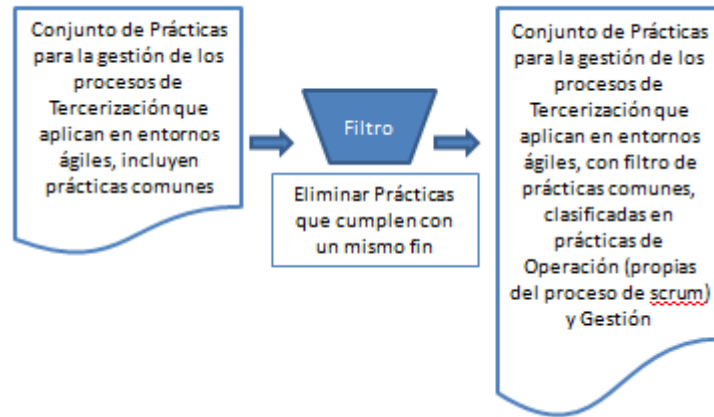 Conjunto de Prácticas
para la gestión de los
procesos de
Tercerización que
aplican en entornos
ágiles, incluyen
prácticas comunes
Filtro
Eliminar Prácticas
que cumplen con
un mismo fin
Conjunto de Prácticas
para la gestión de los
procesos de
Tercerización que
aplican en entornos
ágiles, con filtro de
prácticas comunes,
clasificadas en
prácticas de
Operación (propias
del proceso de scrum)
y Gestión